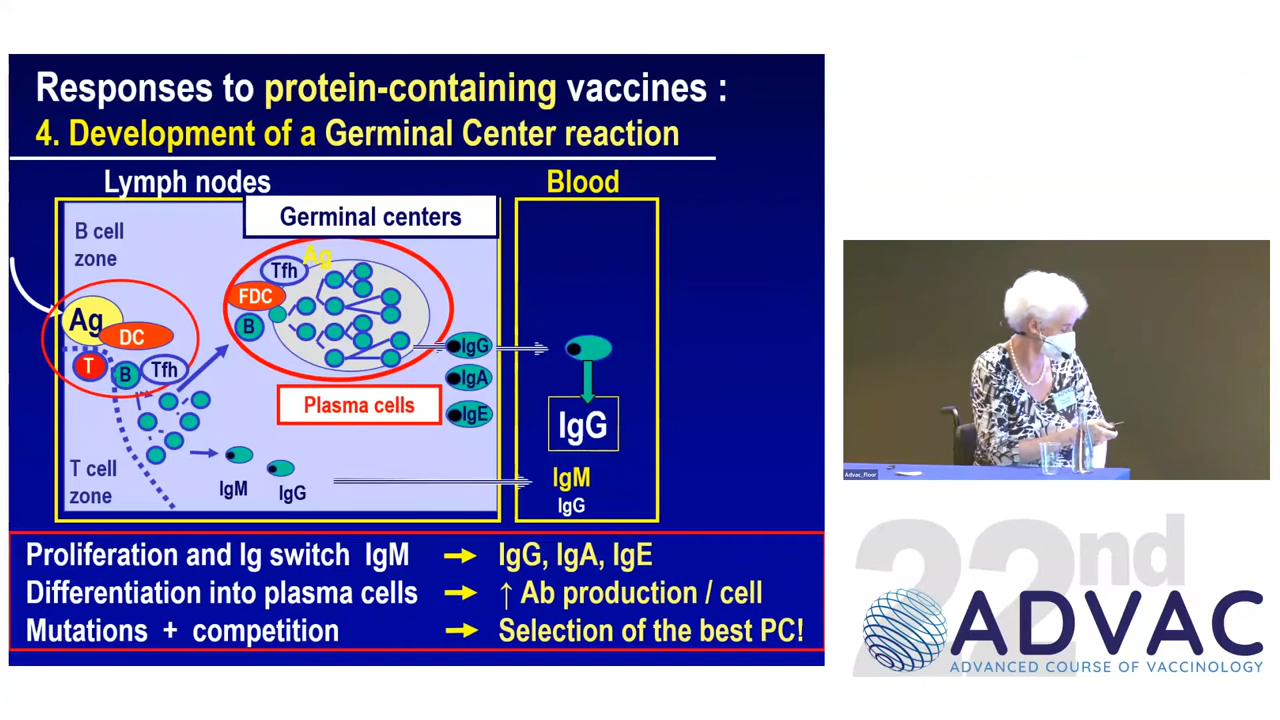 Responses to protein-containing vaccines :
4. Development of a Germinal Center reaction
Lymph nodes
Blood
Germinal centers
B cell
zone
Ag
Tfh
FDC
B
Ag
DC
T
B
Tfh
IgG
IgA
IgE
Plasma cells
IgG
T cell
zone
IgM
IgG
IgM
IgG
Proliferation and Ig switch IgM → IgG, IgA, IgE
Differentiation into plasma cells → ↑ Ab production / cell
Mutations + competition → Selection of the best PC!
Advac_Floor
22nd
ADVAC
ADVANCED COURSE OF VACCINOLOGY